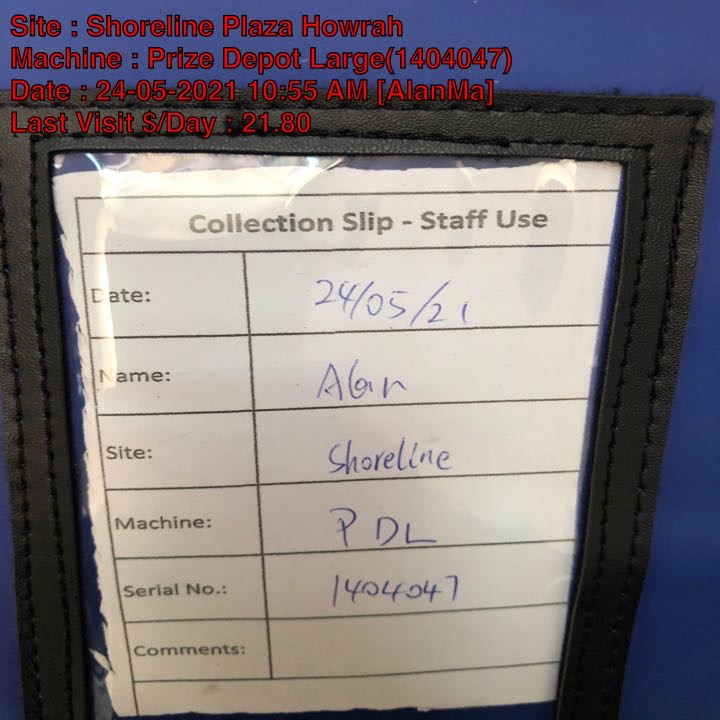 Site : Shoreline Plaza Howrah
Machine : Prize Depot Large(1404047)
Date : 24-05-2021 10:55 AM [AlanMa]
Last Visit $/Day : 21.80
Collection Slip - Staff Use
Date: 24/05/21
Name: Alan
Site: Shoreline
Machine: PDL
Serial No.: 1404047
Comments: